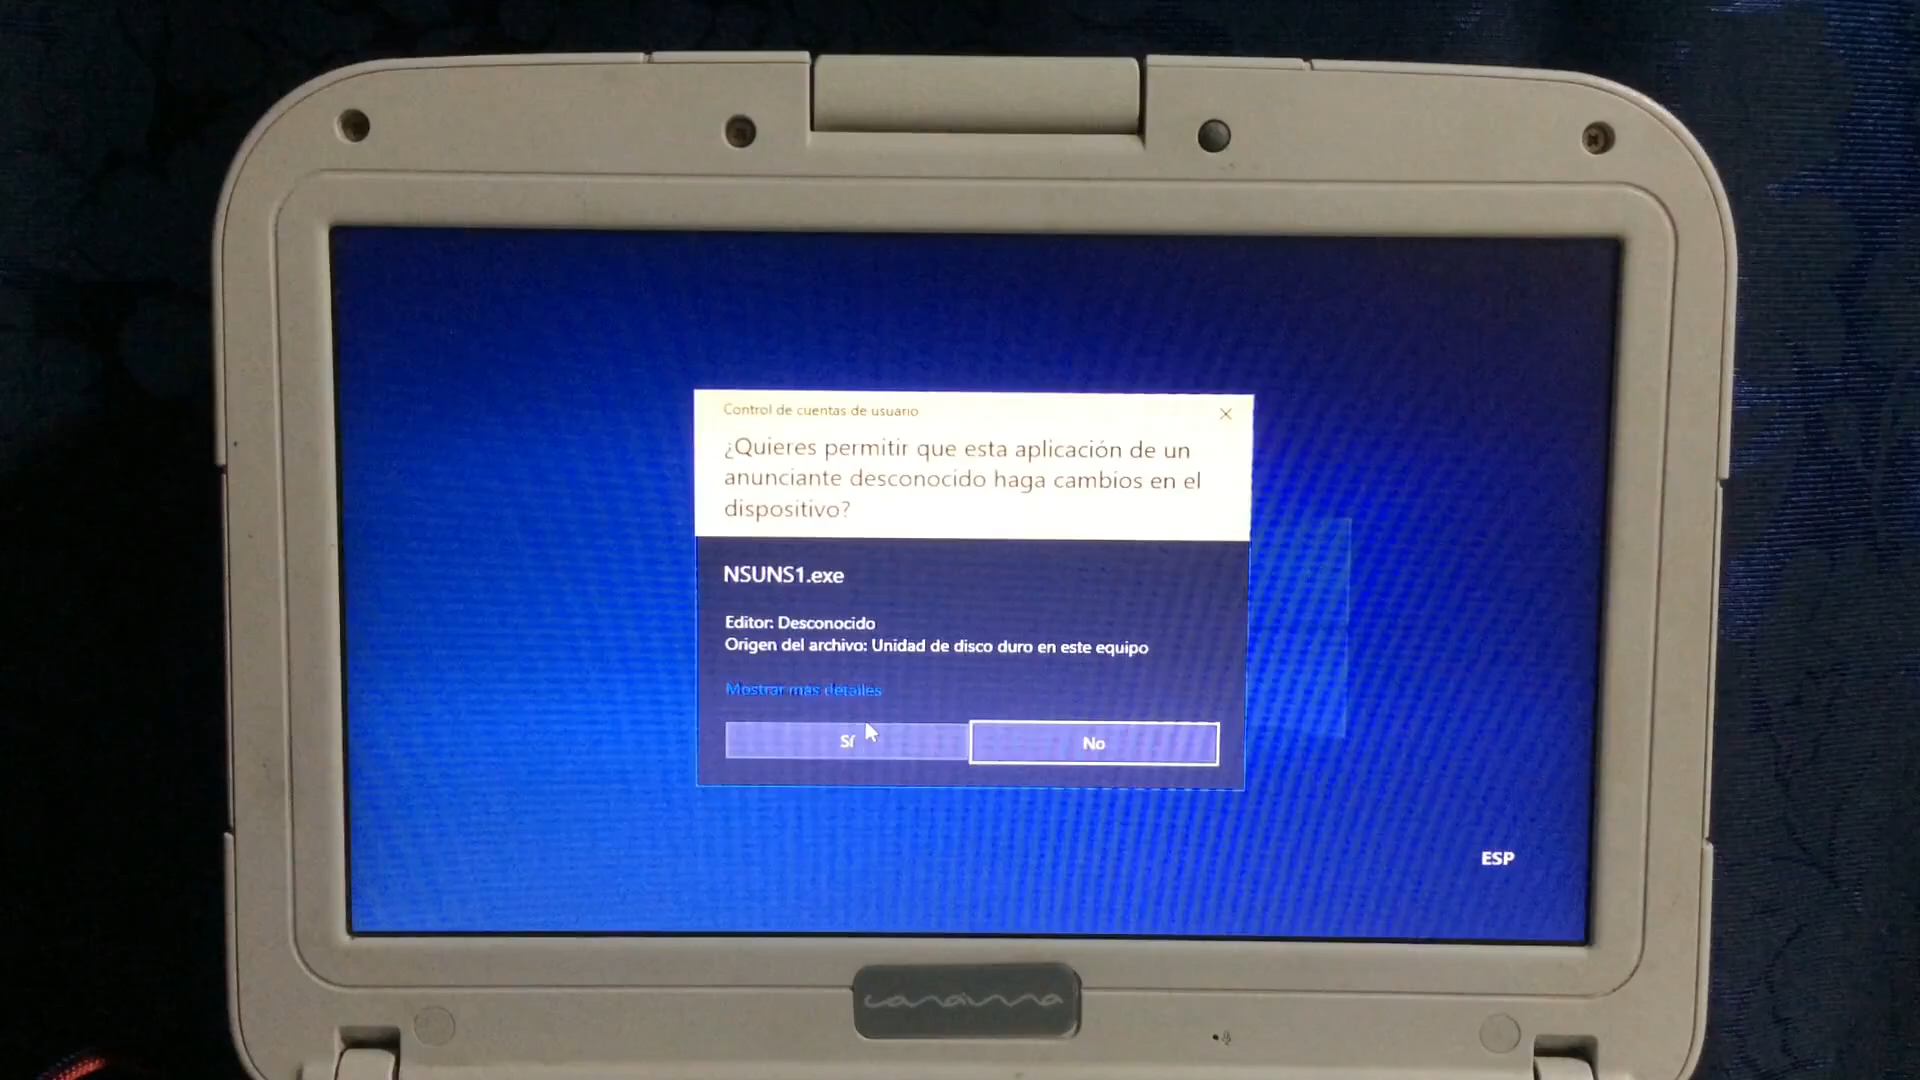 Control de cuentas de usuario
¿Quieres permitir que esta aplicación de un
anunciante desconocido haga cambios en el
dispositivo?
NSUNS1.exe
Editor: Desconocido
Origen del archivo: Unidad de disco duro en este equipo
Mostrar más detalles
Sí
No
ESP
canaima